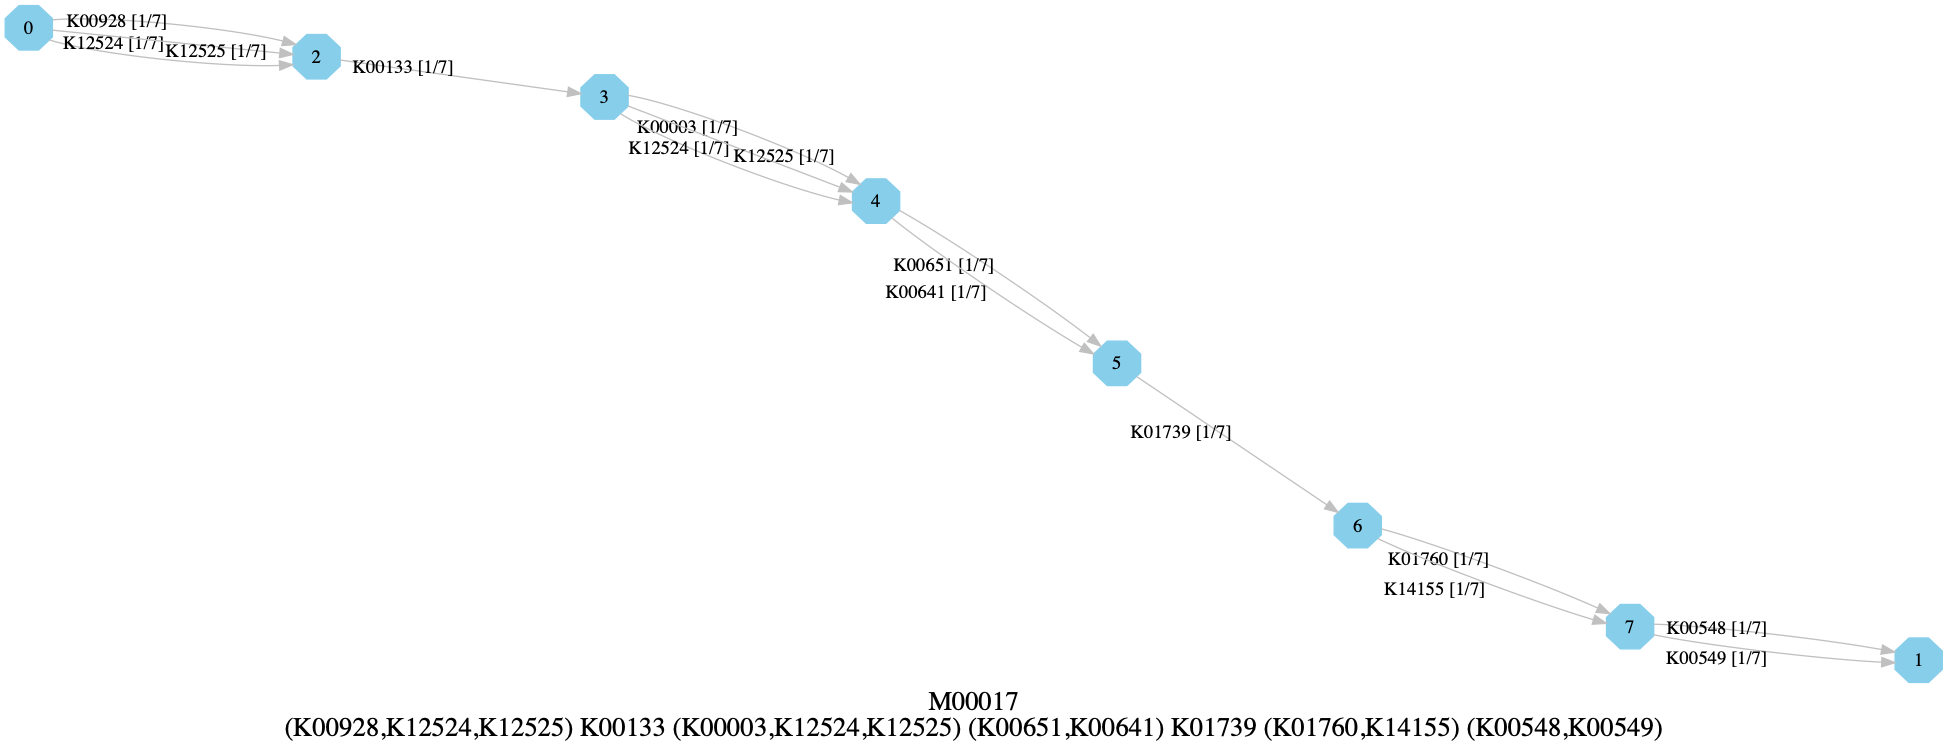 0
K00928 [1/7]
K12524 [1/7]
K12525 [1/7]
2
K00133 [1/7]
3
K00003 [1/7]
K12524 [1/7]
K12525 [1/7]
4
K00651 [1/7]
K00641 [1/7]
5
K01739 [1/7]
6
K01760 [1/7]
K14155 [1/7]
7
K00548 [1/7]
K00549 [1/7]
1
M00017
(K00928,K12524,K12525) K00133 (K00003,K12524,K12525) (K00651,K00641) K01739 (K01760,K14155) (K00548,K00549)